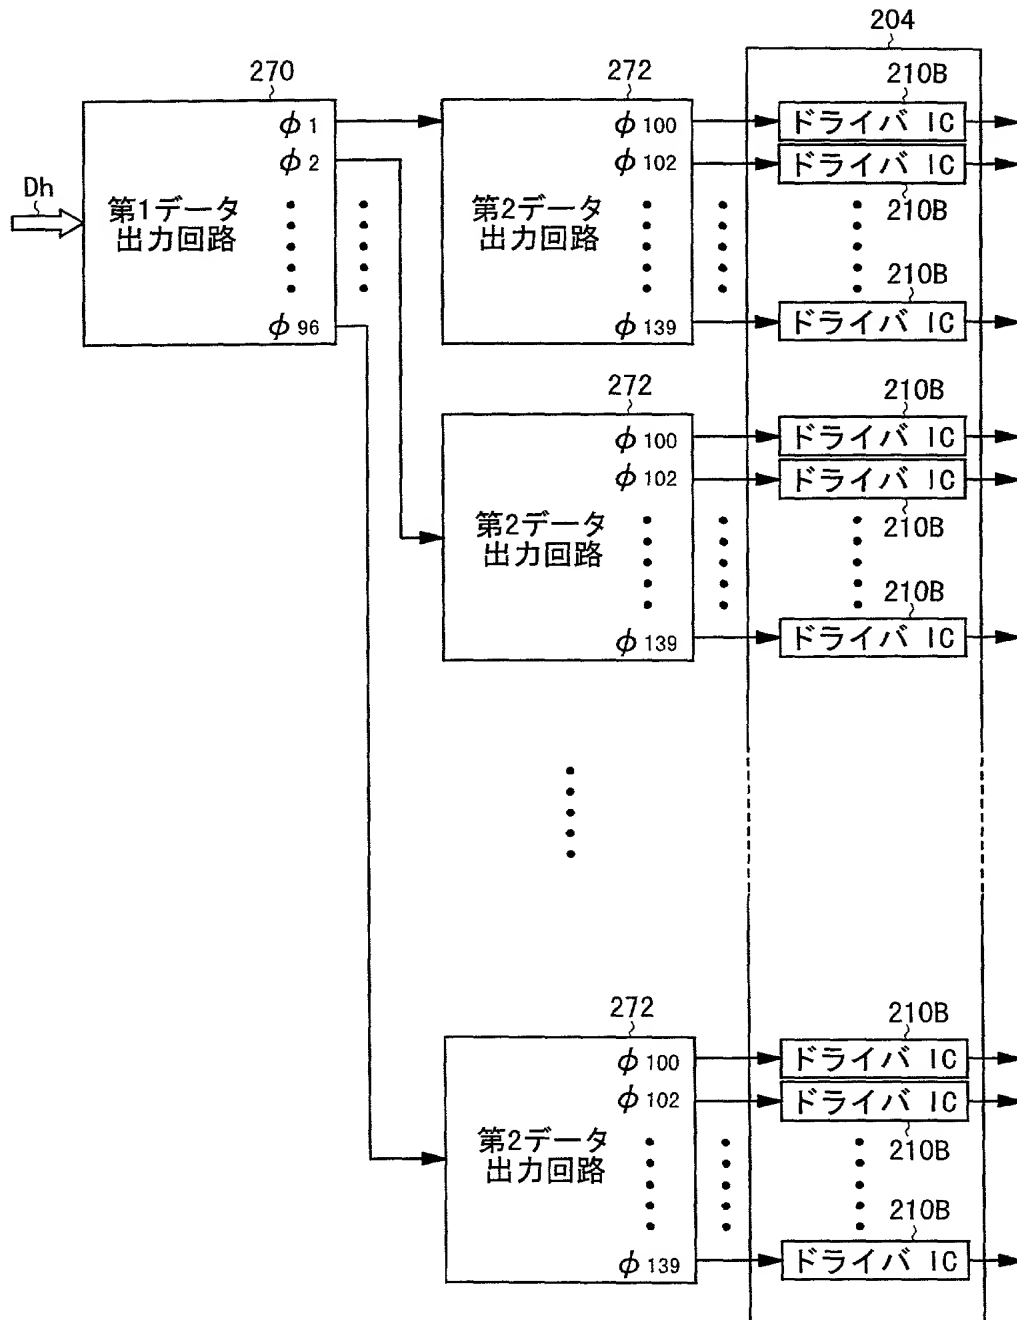 204
270
272
210B
φ1
φ2
φ100
ドライバ IC
φ102
ドライバ IC
Dh
第1データ
出力回路
第2データ
出力回路
210B
210B
φ96
φ139
ドライバ IC
272
210B
φ100
ドライバ IC
φ102
ドライバ IC
第2データ
出力回路
210B
210B
φ139
ドライバ IC
272
210B
φ100
ドライバ IC
φ102
ドライバ IC
第2データ
出力回路
210B
210B
φ139
ドライバ IC